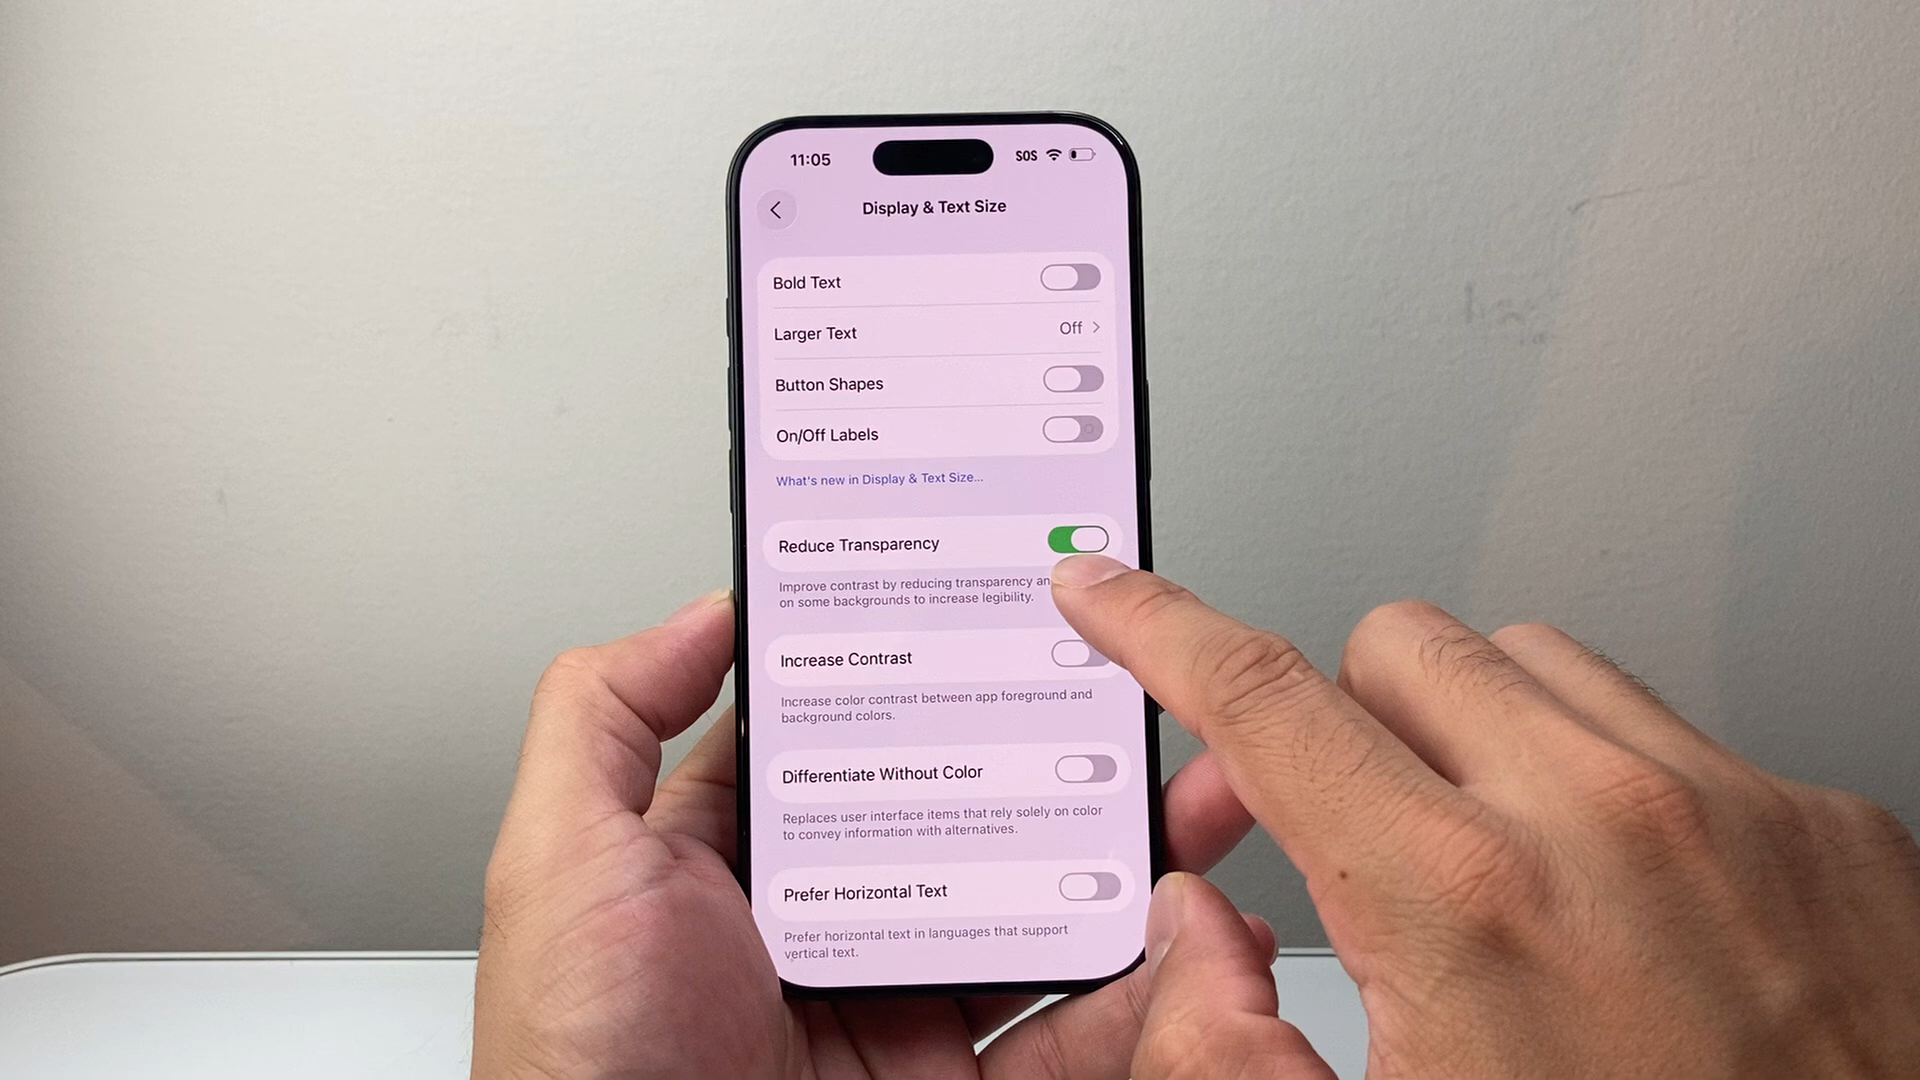 11:05 SOS
Display & Text Size
Bold Text
Larger Text Off
Button Shapes
On/Off Labels
What's new in Display & Text Size...
Reduce Transparency
Improve contrast by reducing transparency
on some backgrounds to increase legibility.
Increase Contrast
Increase color contrast between app foreground and
background colors.
Differentiate Without Color
Replaces user interface items that rely solely on color
to convey information with alternatives.
Prefer Horizontal Text
Prefer horizontal text in languages that support
vertical text.